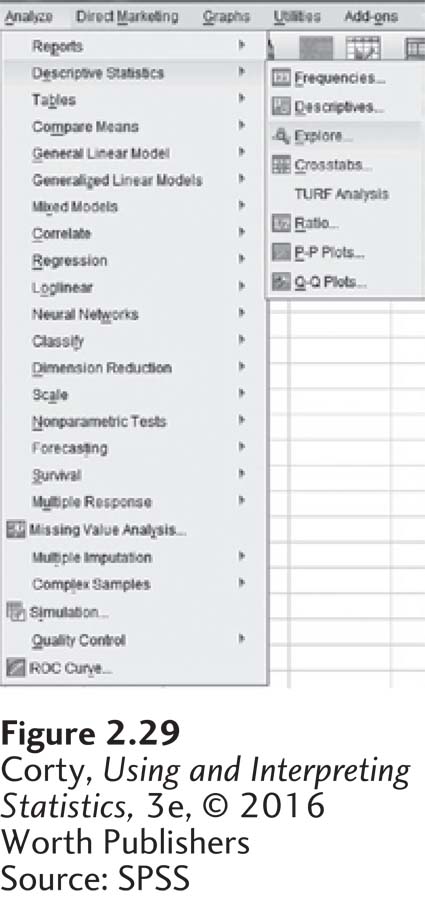 Analyze Direct Marketing Graphs Utilities Add-ons
Reports
Descriptive Statistics
Tables
Compare Means
General Linear Model
Generalized Linear Models
Mixed Models
Correlate
Regression
Loglinear
Neural Networks
Classify
Dimension Reduction
Scale
Nonparametric Tests
Forecasting
Survival
Multiple Response
Missing Value Analysis...
Multiple Imputation
Complex Samples
Simulation...
Quality Control
ROC Curve...
Frequencies...
Descriptives...
Explore...
Crosstabs...
TURF Analysis
Ratio...
P-P Plots...
Q-Q Plots...
Figure 2.29
Corty, Using and Interpreting
Statistics, 3e, © 2016
Worth Publishers
Source: SPSS